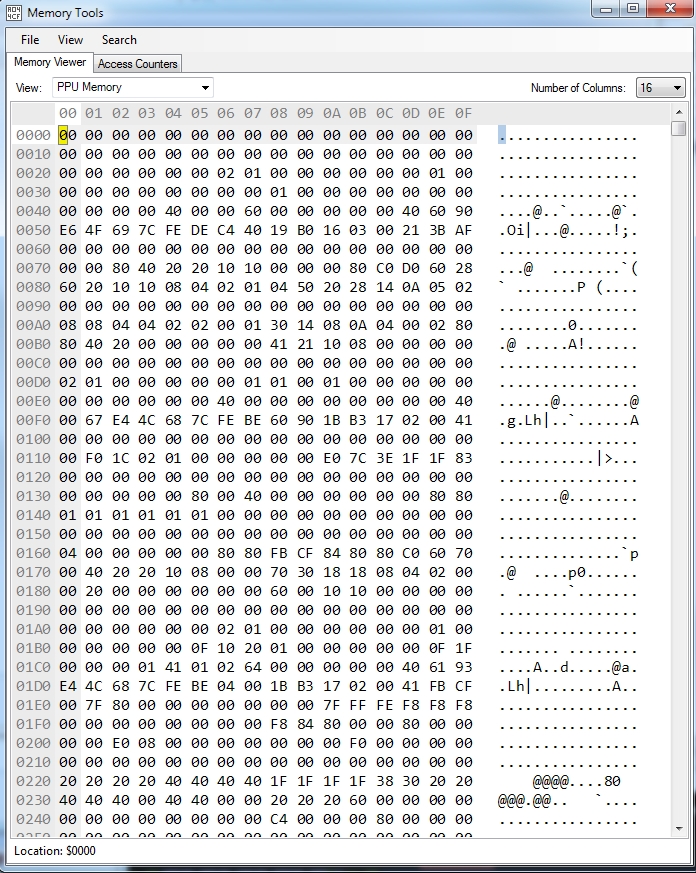 Memory Tools
File View Search
Memory Viewer Access Counters
View: PPU Memory Number of Columns: 16
00 01 02 03 04 05 06 07 08 09 0A 0B 0C 0D 0E 0F
0000 00 00 00 00 00 00 00 00 00 00 00 00 00 00 00 00 ................
0010 00 00 00 00 00 00 00 00 00 00 00 00 00 00 00 00 ................
0020 00 00 00 00 00 00 02 01 00 00 00 00 00 00 01 00 ................
0030 00 00 00 00 00 00 00 00 01 00 00 00 00 00 00 00 ................
0040 00 00 00 00 40 00 00 60 00 00 00 00 00 40 60 90 ....@..`.....@`.
0050 E6 4F 69 7C FE DE C4 40 19 B0 16 03 00 21 3B AF .Oi|...@.....!;.
0060 00 00 00 00 00 00 00 00 00 00 00 00 00 00 00 00 ................
0070 00 00 80 40 20 20 10 10 00 00 00 80 C0 D0 60 28 ...@  ........`(
0080 60 20 10 10 08 04 02 01 04 50 20 28 14 0A 05 02 ` .......P (....
0090 00 00 00 00 00 00 00 00 00 00 00 00 00 00 00 00 ................
00A0 08 08 04 04 02 02 00 01 30 14 08 0A 04 00 02 80 ........0.......
00B0 80 40 20 00 00 00 00 00 41 21 10 08 00 00 00 00 .@ .....A!......
00C0 00 00 00 00 00 00 00 00 00 00 00 00 00 00 00 00 ................
00D0 02 01 00 00 00 00 00 01 01 00 01 00 00 00 00 00 ................
00E0 00 00 00 00 00 00 40 00 00 00 00 00 00 00 00 40 ......@........@
00F0 00 67 E4 4C 68 7C FE BE 60 90 1B B3 17 02 00 41 .g.Lh|..`......A
0100 00 00 00 00 00 00 00 00 00 00 00 00 00 00 00 00 ................
0110 00 F0 1C 02 01 00 00 00 00 00 E0 7C 3E 1F 1F 83 ...........|>...
0120 00 00 00 00 00 00 00 00 00 00 00 00 00 00 00 00 ................
0130 00 00 00 00 00 80 00 40 00 00 00 00 00 00 80 80 .......@........
0140 01 01 01 01 01 01 00 00 00 00 00 00 00 00 00 00 ................
0150 00 00 00 00 00 00 00 00 00 00 00 00 00 00 00 00 ................
0160 04 00 00 00 00 00 80 80 FB CF 84 80 80 C0 60 70 ..............`p
0170 00 40 20 20 10 08 00 00 70 30 18 18 08 04 02 00 .@  ....p0......
0180 00 20 00 00 00 00 00 00 60 00 10 10 00 00 00 00 . ......`.......
0190 00 00 00 00 00 00 00 00 00 00 00 00 00 00 00 00 ................
01A0 00 00 00 00 00 00 02 01 00 00 00 00 00 00 01 00 ................
01B0 00 00 00 00 00 0F 10 20 01 00 00 00 00 00 0F 1F ....... ........
01C0 00 00 00 01 41 01 02 64 00 00 00 00 00 40 61 93 ....A..d.....@a.
01D0 E4 4C 68 7C FE BE 04 00 1B B3 17 02 00 41 FB CF .Lh|.........A..
01E0 00 7F 80 00 00 00 00 00 00 00 7F FF FE F8 F8 F8 ................
01F0 00 00 00 00 00 00 00 00 F8 84 80 00 00 80 00 00 ................
0200 00 00 E0 08 00 00 00 00 00 00 00 F0 00 00 00 00 ................
0210 00 00 00 00 00 00 00 00 00 00 00 00 00 00 00 00 ................
0220 20 20 20 20 40 40 40 40 1F 1F 1F 1F 38 30 20 20     @@@@....80
0230 40 40 40 00 40 40 00 00 20 20 20 60 00 00 00 00 @@@.@@..   `....
0240 00 00 00 00 00 00 00 00 C4 00 00 00 80 00 00 00 ................
Location: $0000